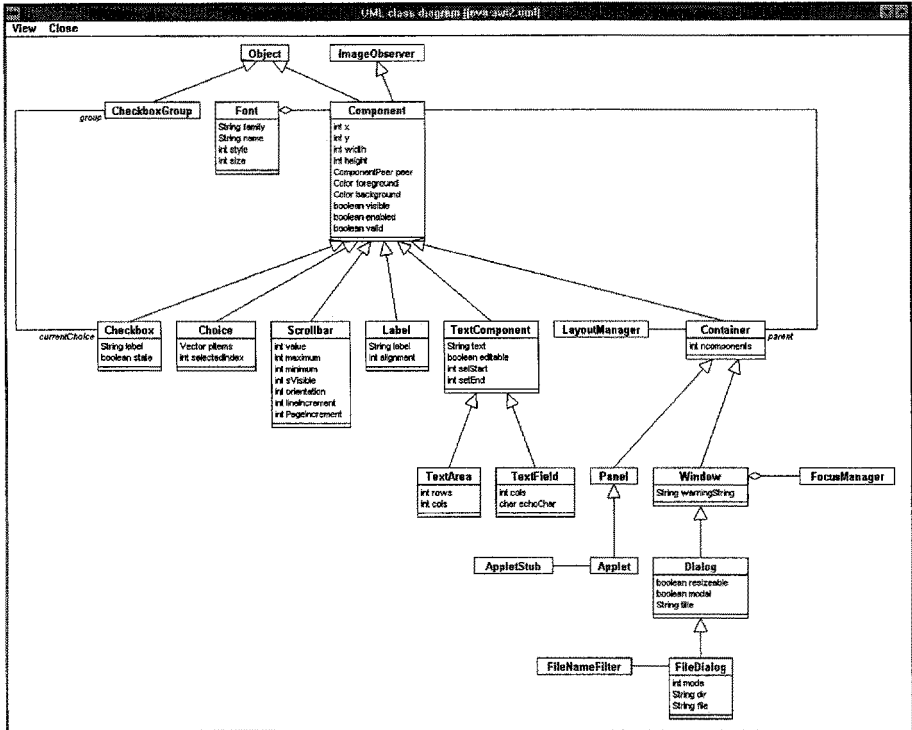 UML class diagram [java.awt2.uml]
View Close
Object
ImageObserver
group
CheckboxGroup
Font
String family
String name
int style
int size
Component
int x
int y
int width
int height
ComponentPeer peer
Color foreground
Color background
boolean visible
boolean enabled
boolean valid
currentChoice
Checkbox
String label
boolean state
Choice
Vector pItems
int selectedIndex
Scrollbar
int value
int maximum
int minimum
int sVisible
int orientation
int lineIncrement
int PageIncrement
Label
String label
int alignment
TextComponent
String text
boolean editable
int selStart
int setEnd
LayoutManager
Container
int ncomponents
parent
TextArea
int rows
int cols
TextField
int cols
char echoChar
Panel
Window
String warningString
FocusManager
AppletStub
Applet
Dialog
boolean resizeable
boolean modal
String title
FileNameFilter
FileDialog
int mode
String dir
String file